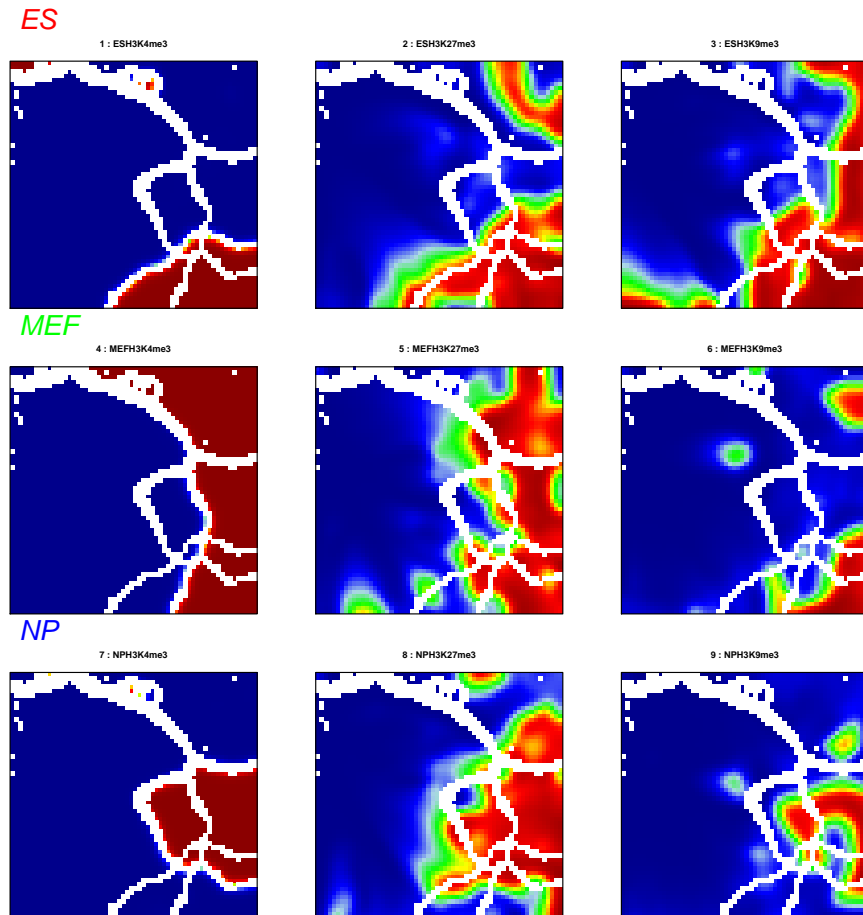 ES
1 : ESH3K4me3
2 : ESH3K27me3
3 : ESH3K9me3
MEF
4 : MEFH3K4me3
5 : MEFH3K27me3
6 : MEFH3K9me3
NP
7 : NPH3K4me3
8 : NPH3K27me3
9 : NPH3K9me3